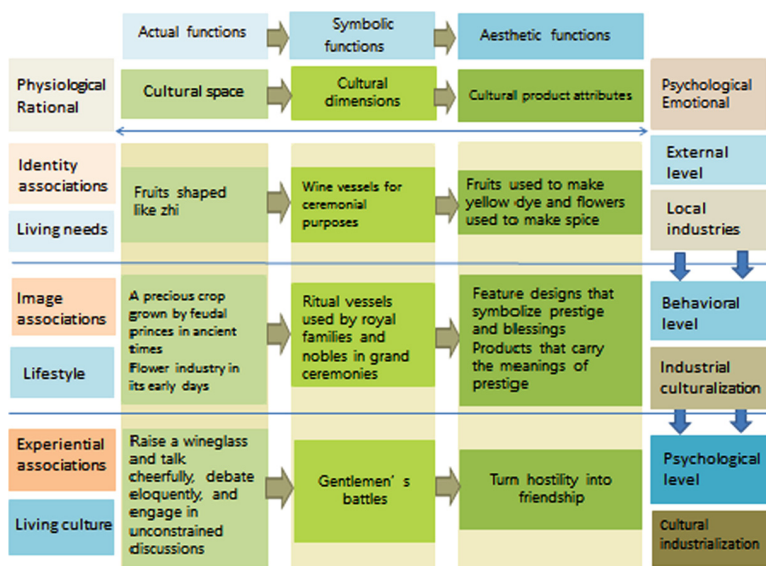 Actual functions
Symbolic
functions
Aesthetic functions
Physiological
Rational
Cultural space
Cultural
dimensions
Cultural product attributes
Psychological
Emotional
Identity
associations
Living needs
Fruits shaped
like zhi
Wine vessels for
ceremonial
purposes
Fruits used to make
yellow dye and flowers
used to make spice
External
level
Local
industries
Image
associations
Lifestyle
A precious crop
grown by feudal
princes in ancient
times
Flower industry in
its early days
Ritual vessels
used by royal
families and
nobles in grand
ceremonies
Feature designs that
symbolize prestige
and blessings
Products that carry
the meanings of
prestige
Behavioral
level
Industrial
culturalization
Experiential
associations
Living culture
Raise a wineglass
and talk
cheerfully, debate
eloquently, and
engage in
unconstrained
discussions
Gentlemen's
battles
Turn hostility into
friendship
Psychological
level
Cultural
industrialization